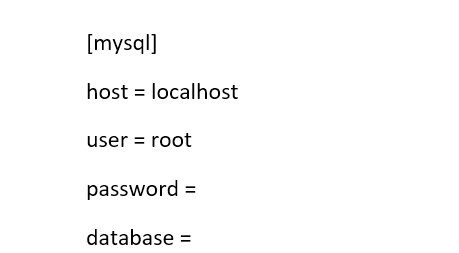 [mysql]
host = localhost
user = root
password =
database =